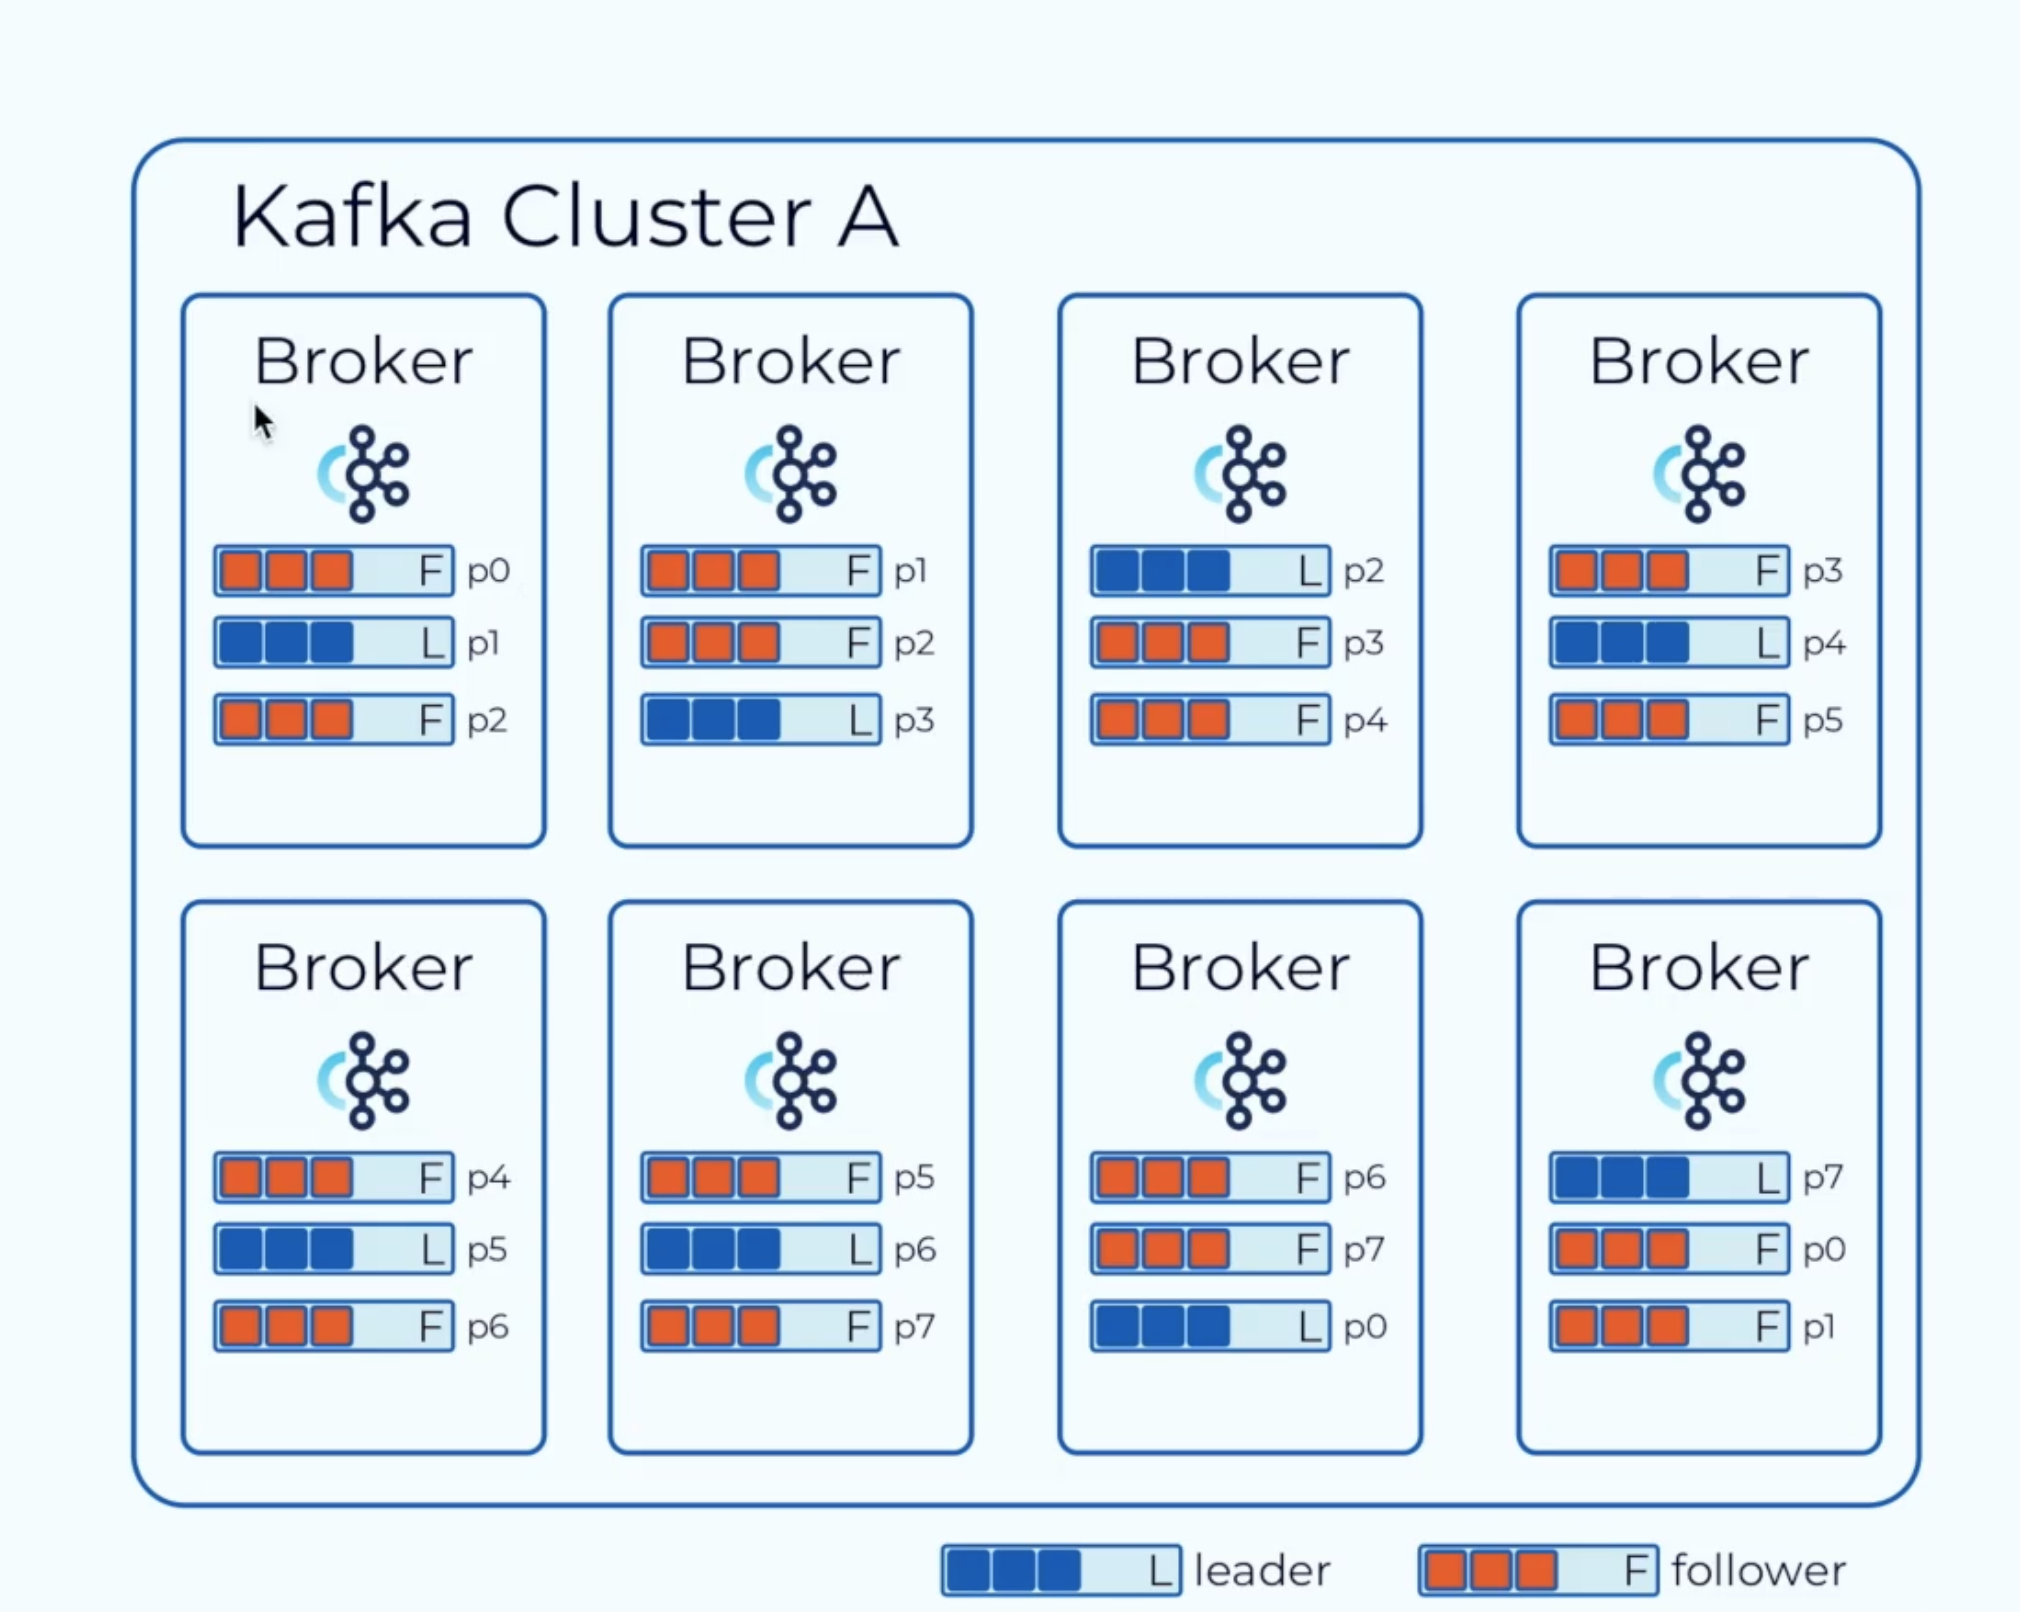 Kafka Cluster A
Broker
F p0
L p1
F p2
Broker
F p1
F p2
L p3
Broker
L p2
F p3
F p4
Broker
F p3
L p4
F p5
Broker
F p4
L p5
F p6
Broker
F p5
L p6
F p7
Broker
F p6
F p7
L p0
Broker
L p7
F p0
F p1
L leader
F follower